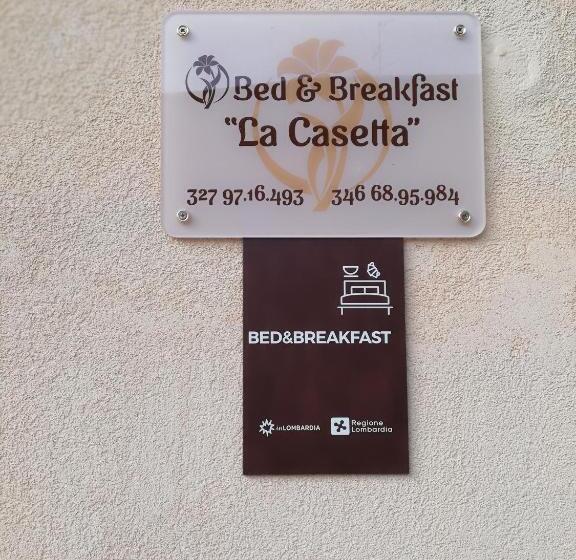 Bed & Breakfast
"La Casetta"
327 97.16.493 346 68.95.984
BED&BREAKFAST
inLOMBARDIA
Regione
Lombardia